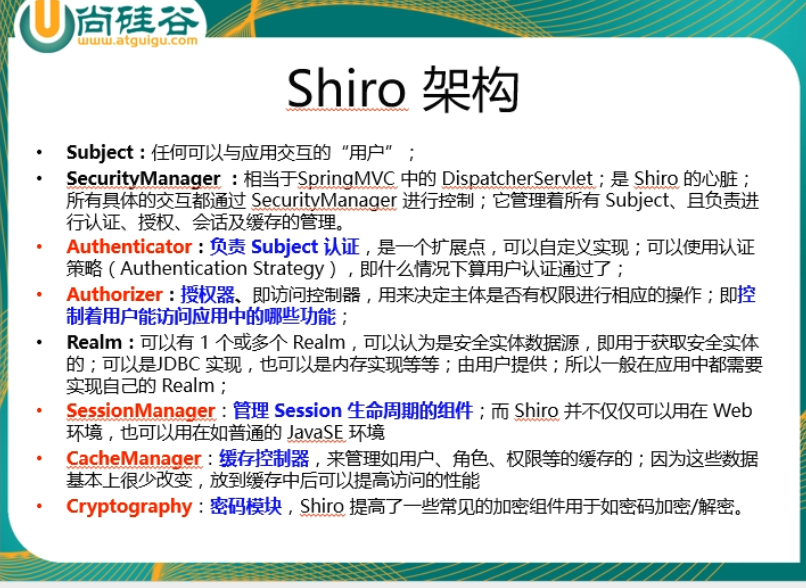 尚硅谷
www.atguigu.com
Shiro 架构
• Subject：任何可以与应用交互的“用户”；
• SecurityManager ：相当于SpringMVC 中的 DispatcherServlet；是 Shiro 的心脏；
所有具体的交互都通过 SecurityManager 进行控制；它管理着所有 Subject、且负责进
行认证、授权、会话及缓存的管理。
• Authenticator：负责 Subject 认证，是一个扩展点，可以自定义实现；可以使用认证
策略（Authentication Strategy），即什么情况下算用户认证通过了；
• Authorizer：授权器、即访问控制器，用来决定主体是否有权限进行相应的操作；即控
制着用户能访问应用中的哪些功能；
• Realm：可以有 1 个或多个 Realm，可以认为是安全实体数据源，即用于获取安全实体
的；可以是JDBC 实现，也可以是内存实现等等；由用户提供；所以一般在应用中都需要
实现自己的 Realm；
• SessionManager：管理 Session 生命周期的组件；而 Shiro 并不仅仅可以用在 Web
环境，也可以用在如普通的 JavaSE 环境
• CacheManager：缓存控制器，来管理如用户、角色、权限等的缓存的；因为这些数据
基本上很少改变，放到缓存中后可以提高访问的性能
• Cryptography：密码模块，Shiro 提高了一些常见的加密组件用于如密码加密/解密。